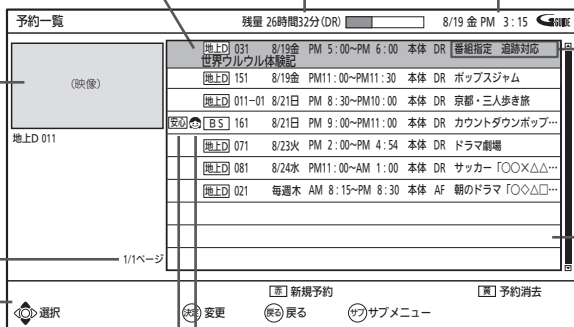 予約一覧 残量 26時間32分(DR) 8/19 金 PM 3:15 G GUIDE
地上D 031 8/19金 PM 5:00~PM 6:00 本体 DR 番組指定 追跡対応
世界ウルウル体験記
(映像)
地上D 151 8/19金 PM11:00~PM11:30 本体 DR ポップスジャム
地上D 011-01 8/21日 PM 8:30~PM10:00 本体 DR 京都・三人歩き旅
安心 BS 161 8/21日 PM 9:00~PM11:00 本体 DR カウントダウンポップ…
地上D 011
地上D 071 8/23火 PM 2:00~PM 4:54 本体 DR ドラマ劇場
地上D 081 8/24水 PM11:00~AM 1:00 本体 DR サッカー「○○×△△…
地上D 021 毎週木 AM 8:15~PM 8:30 本体 AF 朝のドラマ「○◇△□…
1/1ページ
赤 新規予約 黄 予約消去
選択 決定 変更 戻る 戻る サブ サブメニュー